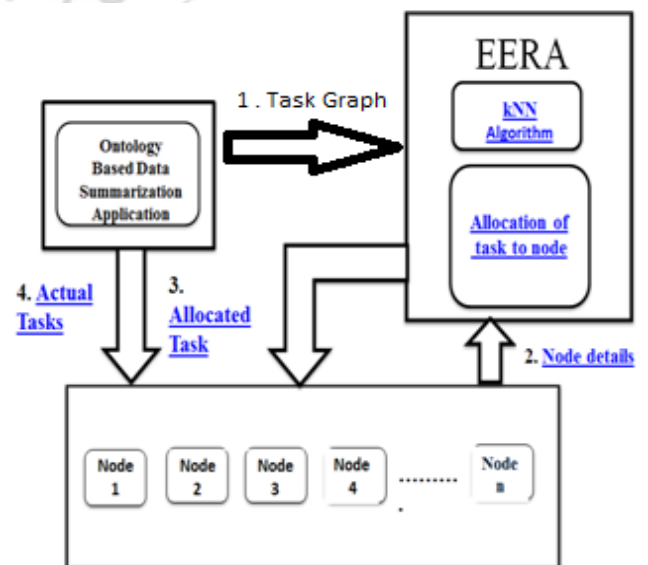 EERA
1 . Task Graph
kNN
Algorithm
Ontology
Based Data
Summarization
Application
Allocation of
task to node
4. Actual
Tasks
3.
Allocated
Task
2. Node details
Node
1
Node
2
Node
3
Node
4
.........
.
Node
n